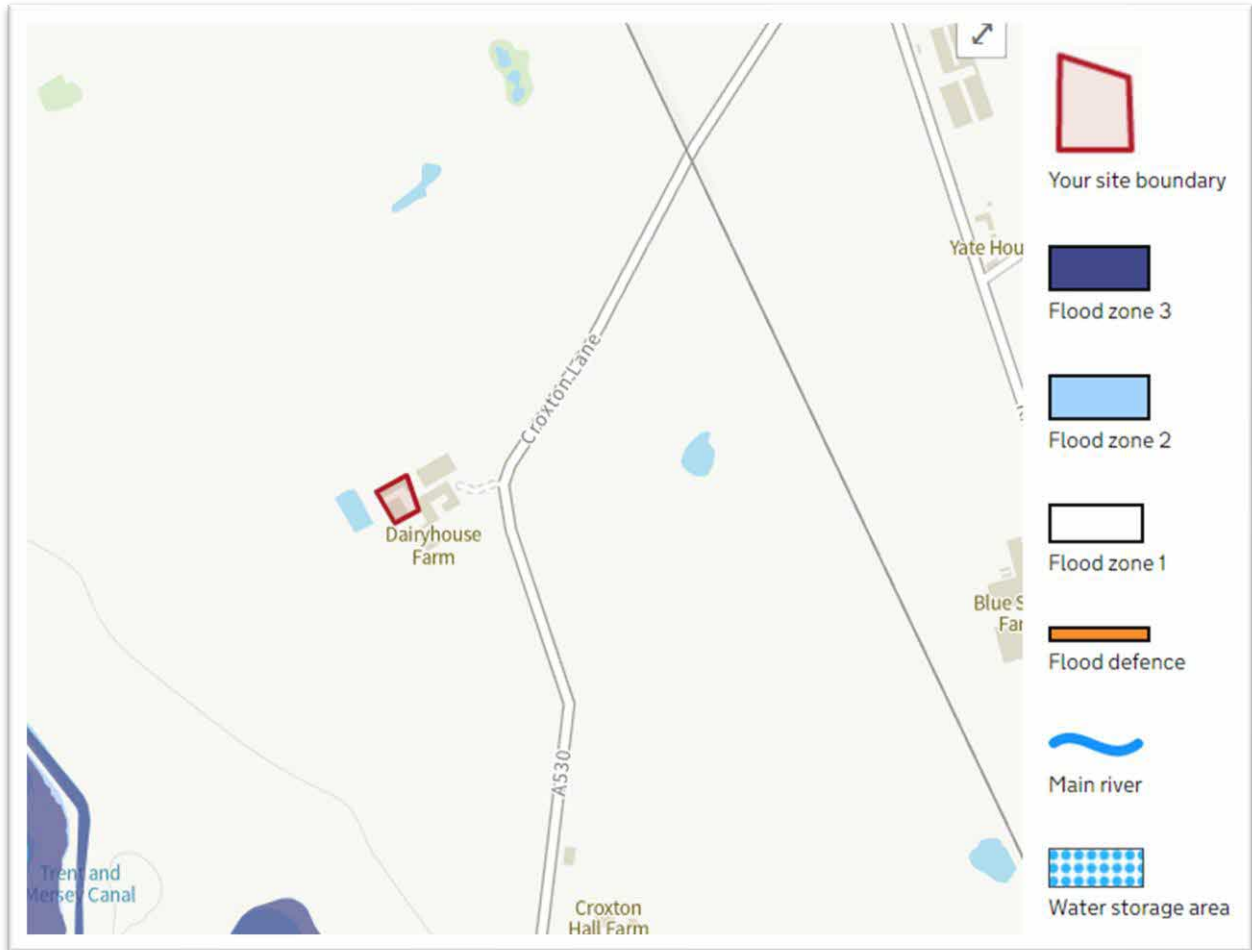 Yate Hou
Croxton Lane
Dairyhouse
Farm
Blue S
Far
A530
Trent and
Mersey Canal
Croxton
Hall Farm
Your site boundary
Flood zone 3
Flood zone 2
Flood zone 1
Flood defence
Main river
Water storage area